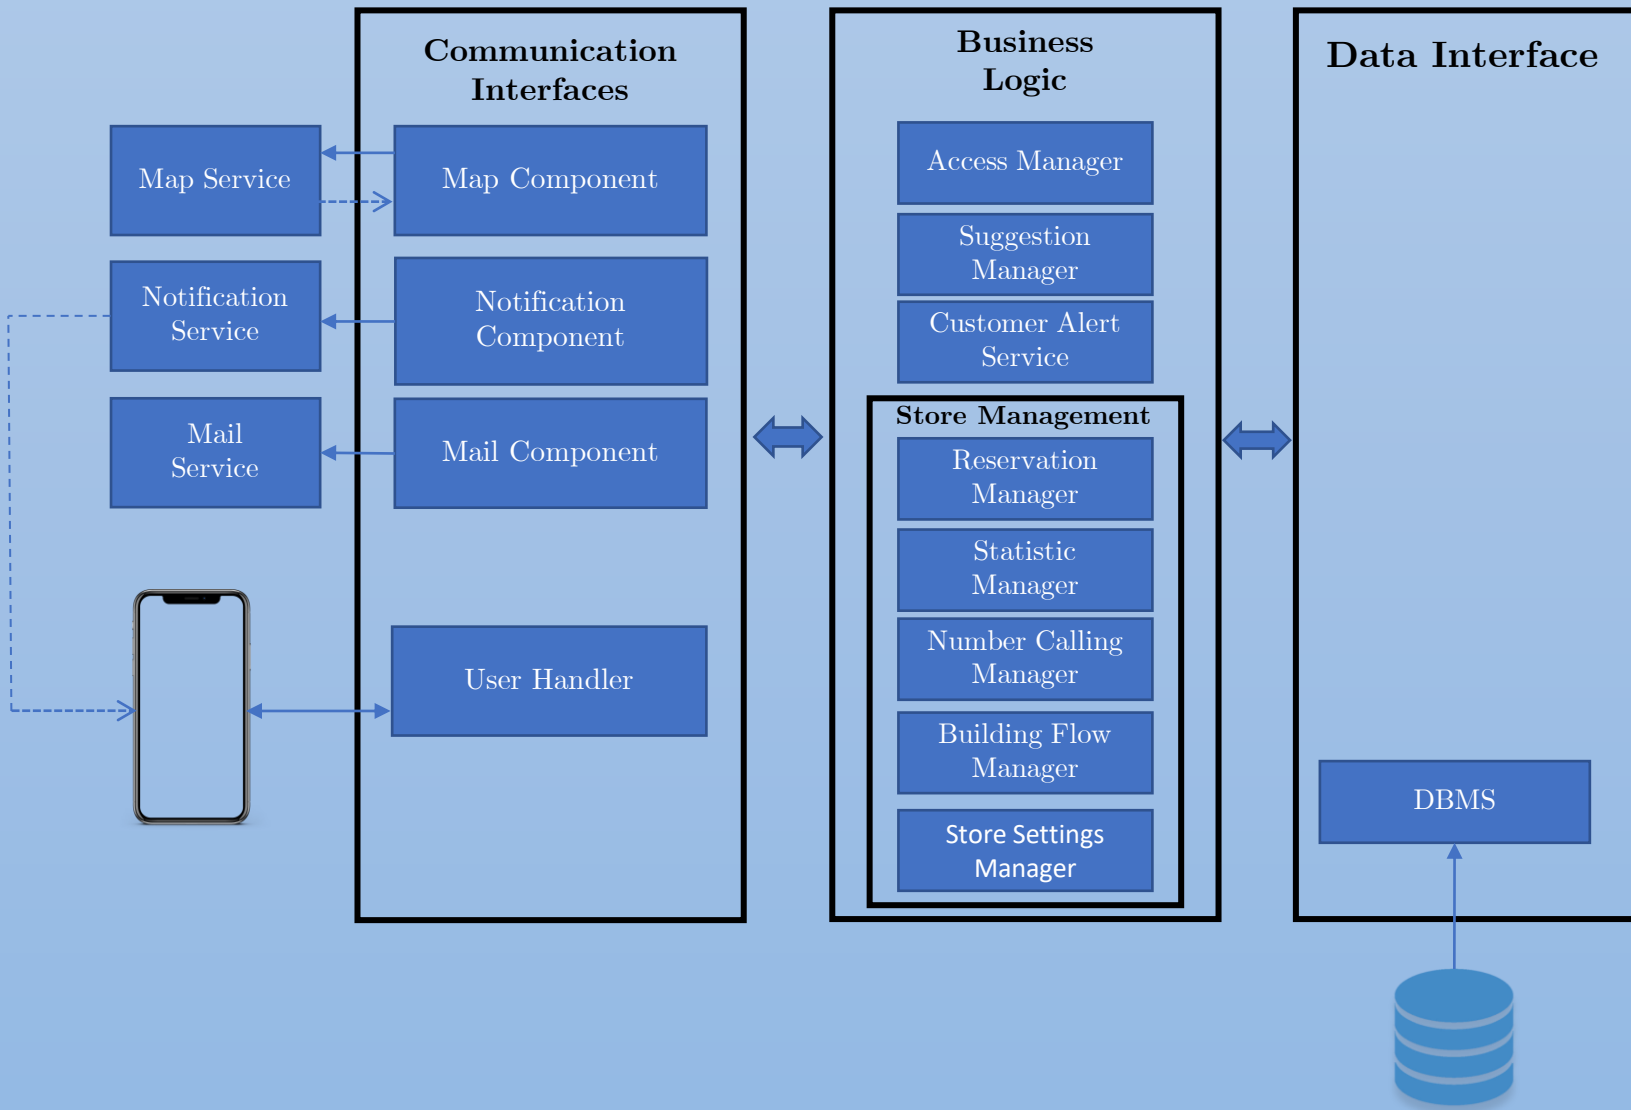 Communication
Interfaces
Map Service
Map Component
Notification
Service
Notification
Component
Mail
Service
Mail Component
User Handler
Business
Logic
Access Manager
Suggestion
Manager
Customer Alert
Service
Store Management
Reservation
Manager
Statistic
Manager
Number Calling
Manager
Building Flow
Manager
Store Settings
Manager
Data Interface
DBMS